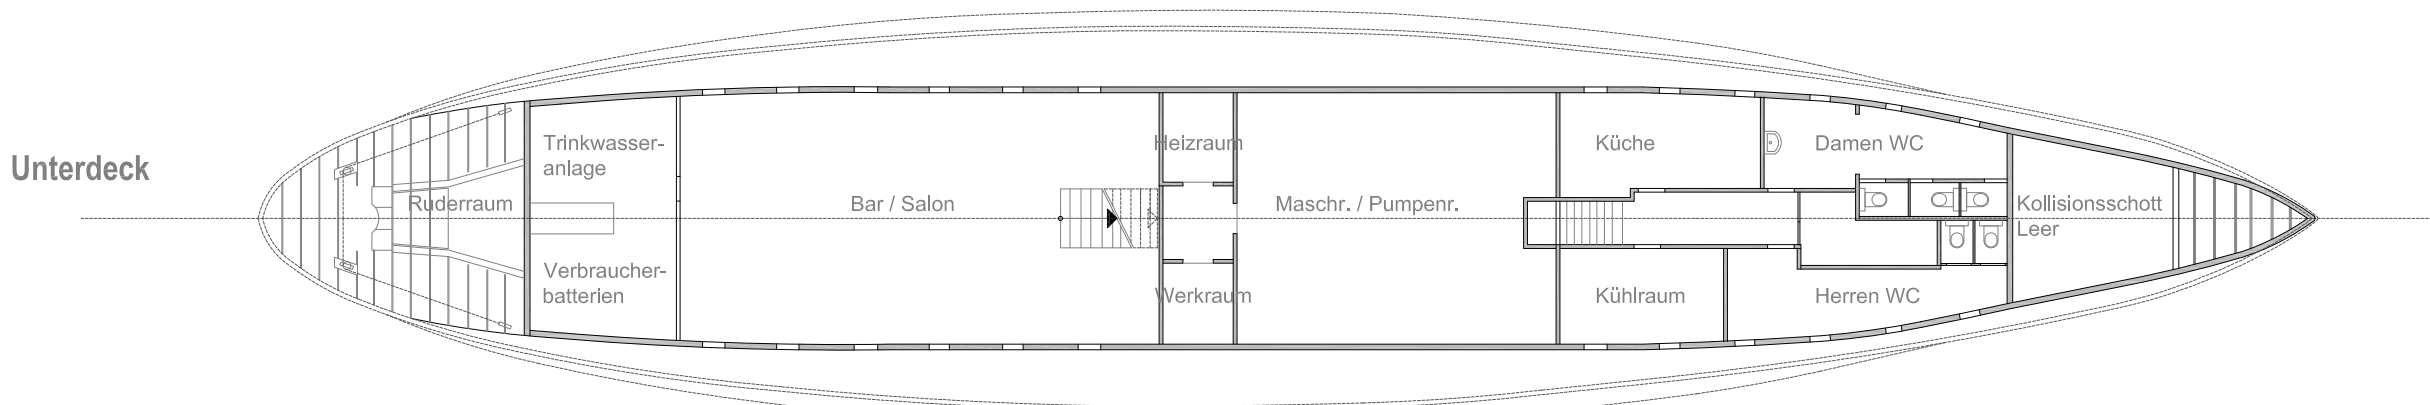 Unterdeck
Ruderraum
Trinkwasser-
anlage
Verbraucher-
batterien
Bar / Salon
Heizraum
Werkraum
Maschr. / Pumpenr.
Küche
Kühlraum
Damen WC
Herren WC
Kollisionsschott
Leer